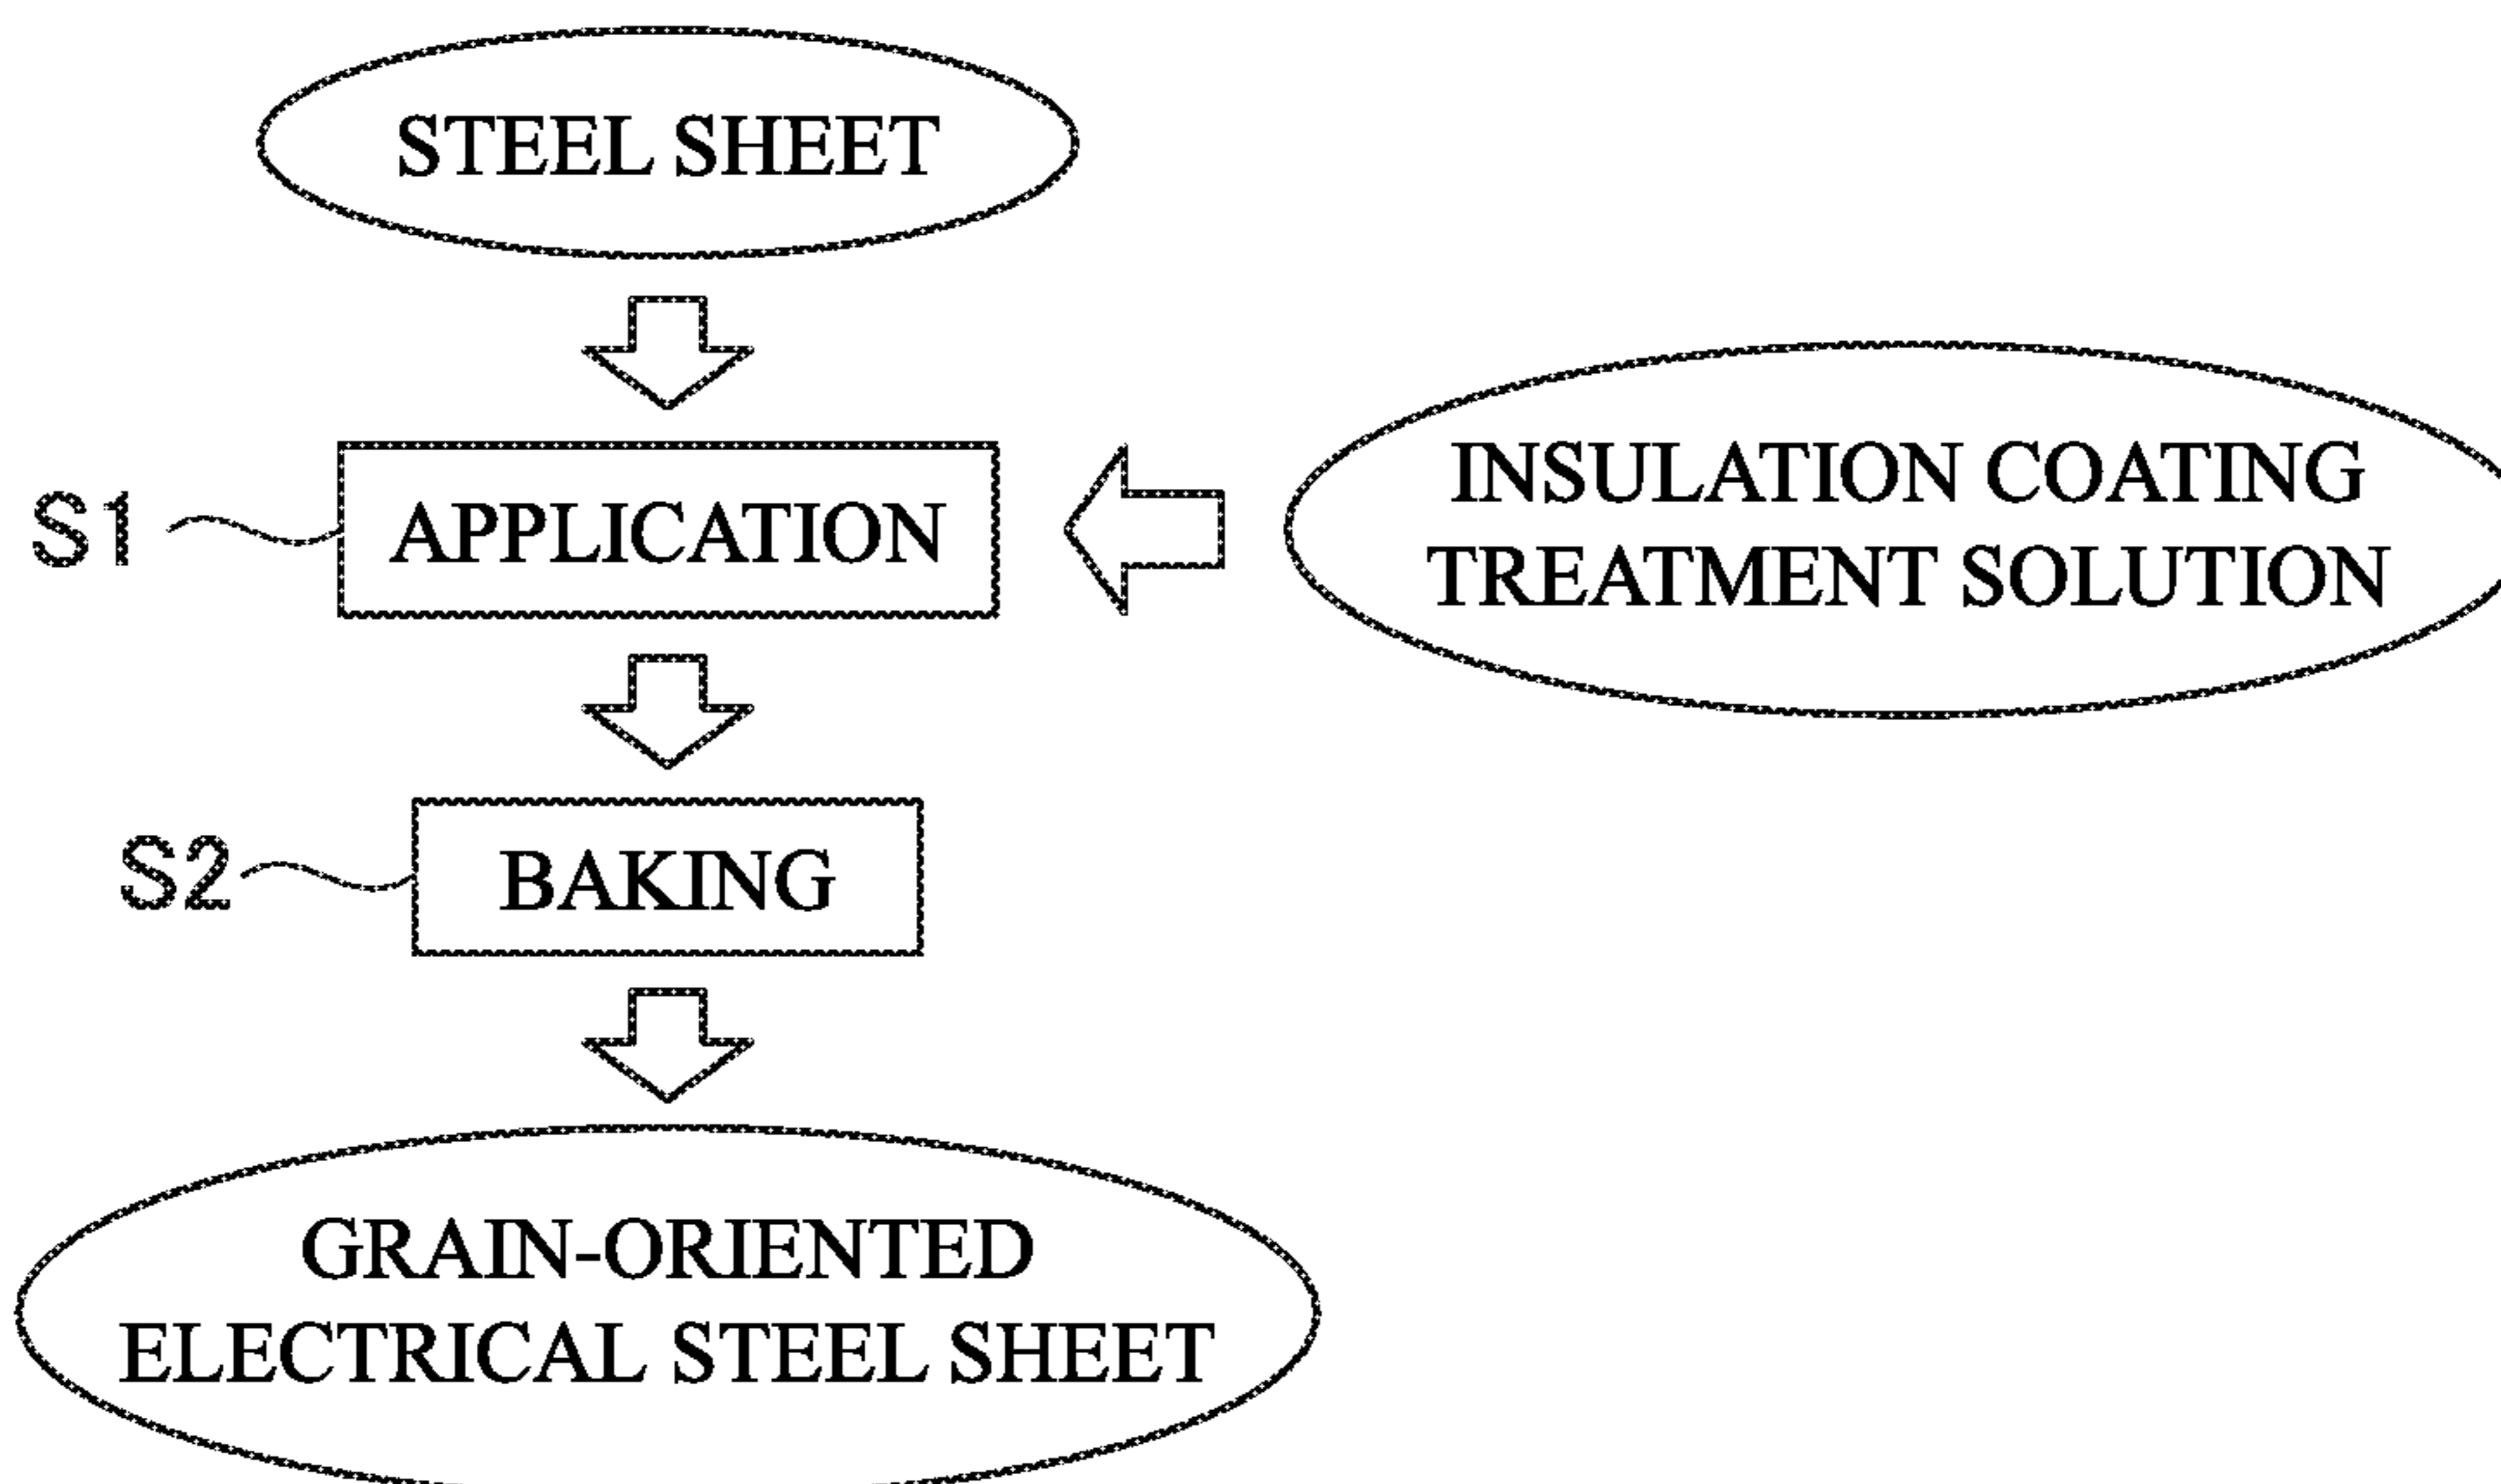 STEEL SHEET
S1
APPLICATION
INSULATION COATING
TREATMENT SOLUTION
S2
BAKING
GRAIN-ORIENTED
ELECTRICAL STEEL SHEET